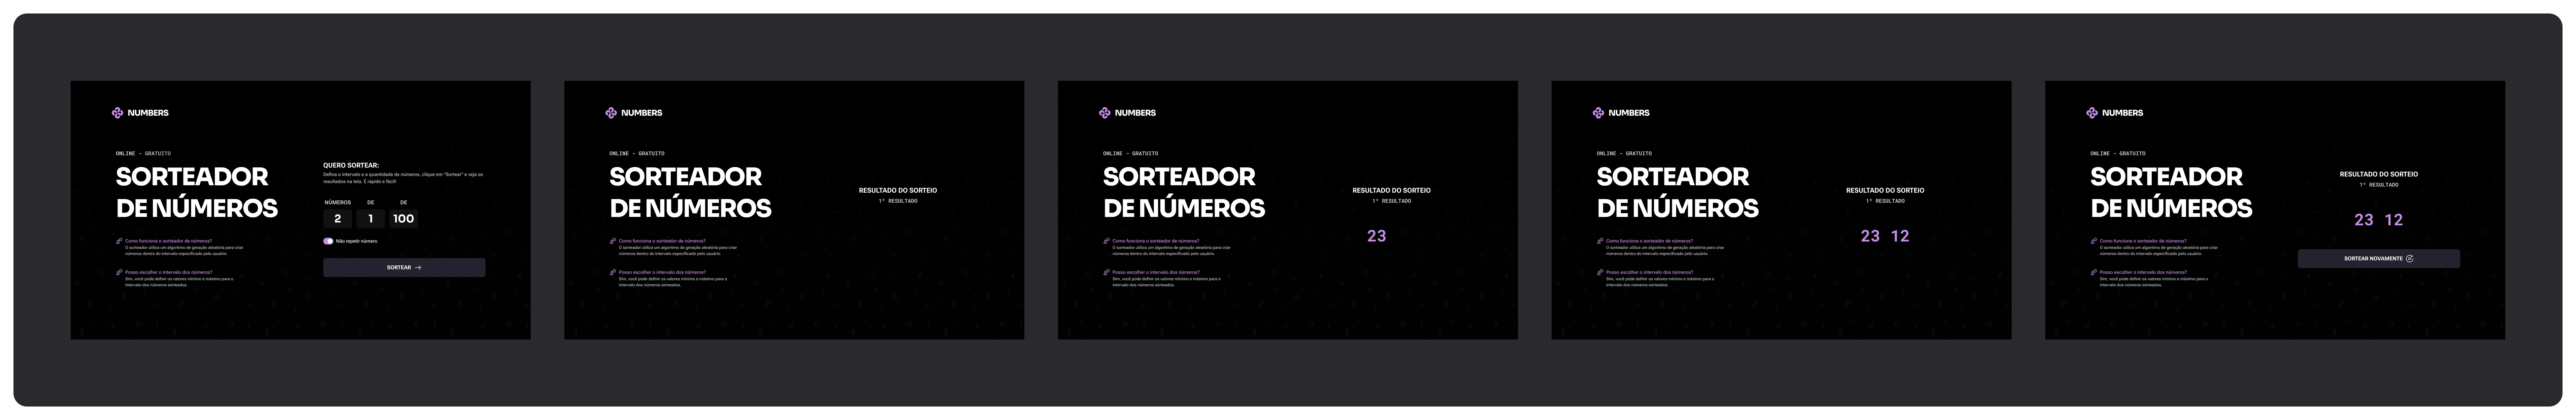 NUMBERS
ONLINE - GRATUITO
SORTEADOR
DE NÚMEROS
Como funciona o sorteador de números?
O sorteador utiliza um algoritmo de geração aleatória para criar
números dentro do intervalo especificado pelo usuário.
Posso escolher o intervalo dos números?
Sim, você pode definir os valores mínimo e máximo para o
intervalo dos números sorteados.
QUERO SORTEAR:
Defina o intervalo e a quantidade de números, clique em "Sortear" e veja os
resultados na tela. É rápido e fácil!
NÚMEROS DE DE
2 1 100
Não repetir número
SORTEAR
NUMBERS
ONLINE - GRATUITO
SORTEADOR
DE NÚMEROS
Como funciona o sorteador de números?
O sorteador utiliza um algoritmo de geração aleatória para criar
números dentro do intervalo especificado pelo usuário.
Posso escolher o intervalo dos números?
Sim, você pode definir os valores mínimo e máximo para o
intervalo dos números sorteados.
RESULTADO DO SORTEIO
1º RESULTADO
NUMBERS
ONLINE - GRATUITO
SORTEADOR
DE NÚMEROS
Como funciona o sorteador de números?
O sorteador utiliza um algoritmo de geração aleatória para criar
números dentro do intervalo especificado pelo usuário.
Posso escolher o intervalo dos números?
Sim, você pode definir os valores mínimo e máximo para o
intervalo dos números sorteados.
RESULTADO DO SORTEIO
1º RESULTADO
23
NUMBERS
ONLINE - GRATUITO
SORTEADOR
DE NÚMEROS
Como funciona o sorteador de números?
O sorteador utiliza um algoritmo de geração aleatória para criar
números dentro do intervalo especificado pelo usuário.
Posso escolher o intervalo dos números?
Sim, você pode definir os valores mínimo e máximo para o
intervalo dos números sorteados.
RESULTADO DO SORTEIO
1º RESULTADO
23 12
NUMBERS
ONLINE - GRATUITO
SORTEADOR
DE NÚMEROS
Como funciona o sorteador de números?
O sorteador utiliza um algoritmo de geração aleatória para criar
números dentro do intervalo especificado pelo usuário.
Posso escolher o intervalo dos números?
Sim, você pode definir os valores mínimo e máximo para o
intervalo dos números sorteados.
RESULTADO DO SORTEIO
1º RESULTADO
23 12
SORTEAR NOVAMENTE